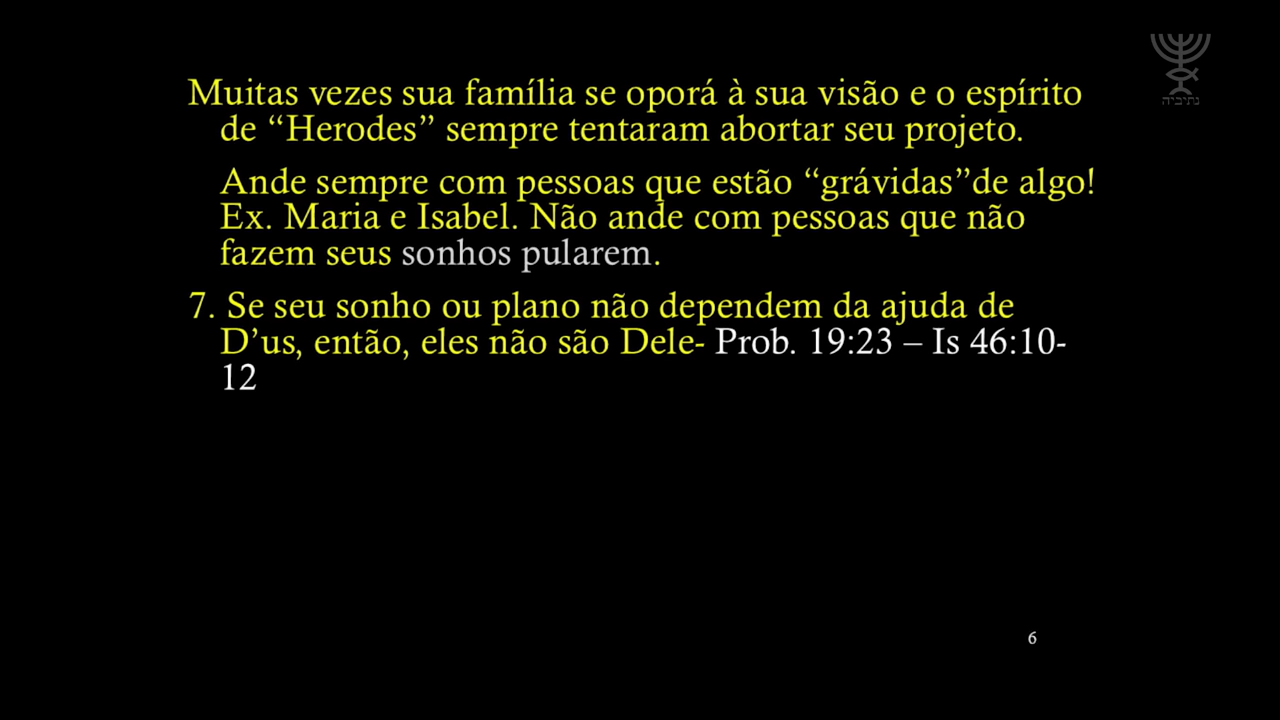 נתיביה
Muitas vezes sua família se oporá à sua visão e o espírito
de “Herodes” sempre tentaram abortar seu projeto.
Ande sempre com pessoas que estão “grávidas”de algo!
Ex. Maria e Isabel. Não ande com pessoas que não
fazem seus sonhos pularem.
7. Se seu sonho ou plano não dependem da ajuda de
D’us, então, eles não são Dele- Prob. 19:23 – Is 46:10-
12
6